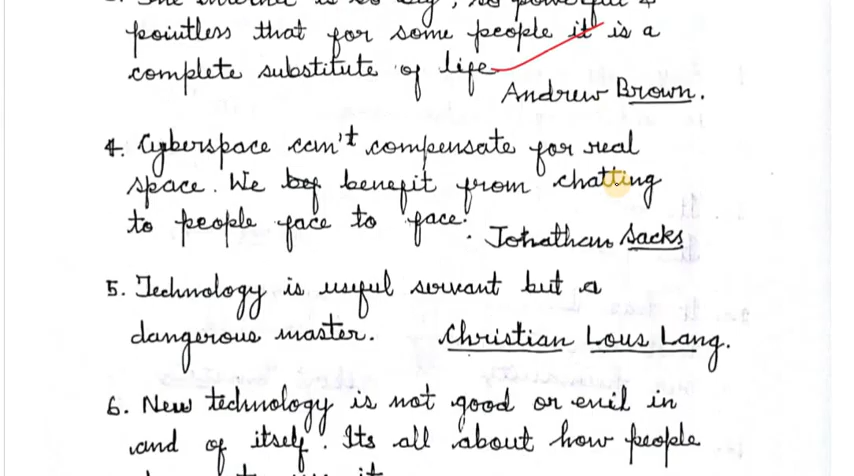 pointless that for some people it is a
complete substitute of life
Andrew Brown.
4. Cyberspace can't compensate for real
space. We benefit from chatting
to people face to face.
Johathan Sacks
5. Technology is useful servant but a
dangerous master.
Christian Lous Lang.
6. New technology is not good or evil in
and of itself. Its all about how people